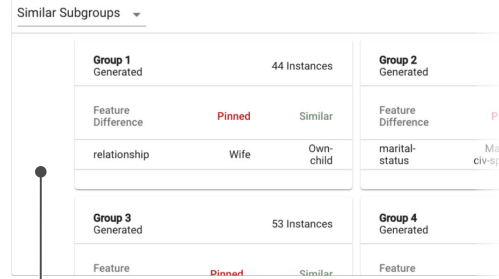 Similar Subgroups
Group 1
Generated
44 Instances
Feature
Difference
Pinned
Similar
relationship
Wife
Own-
child
Group 2
Generated
Feature
Difference
marital-
status
Group 3
Generated
53 Instances
Feature
Pinned
Similar
Group 4
Generated
Feature